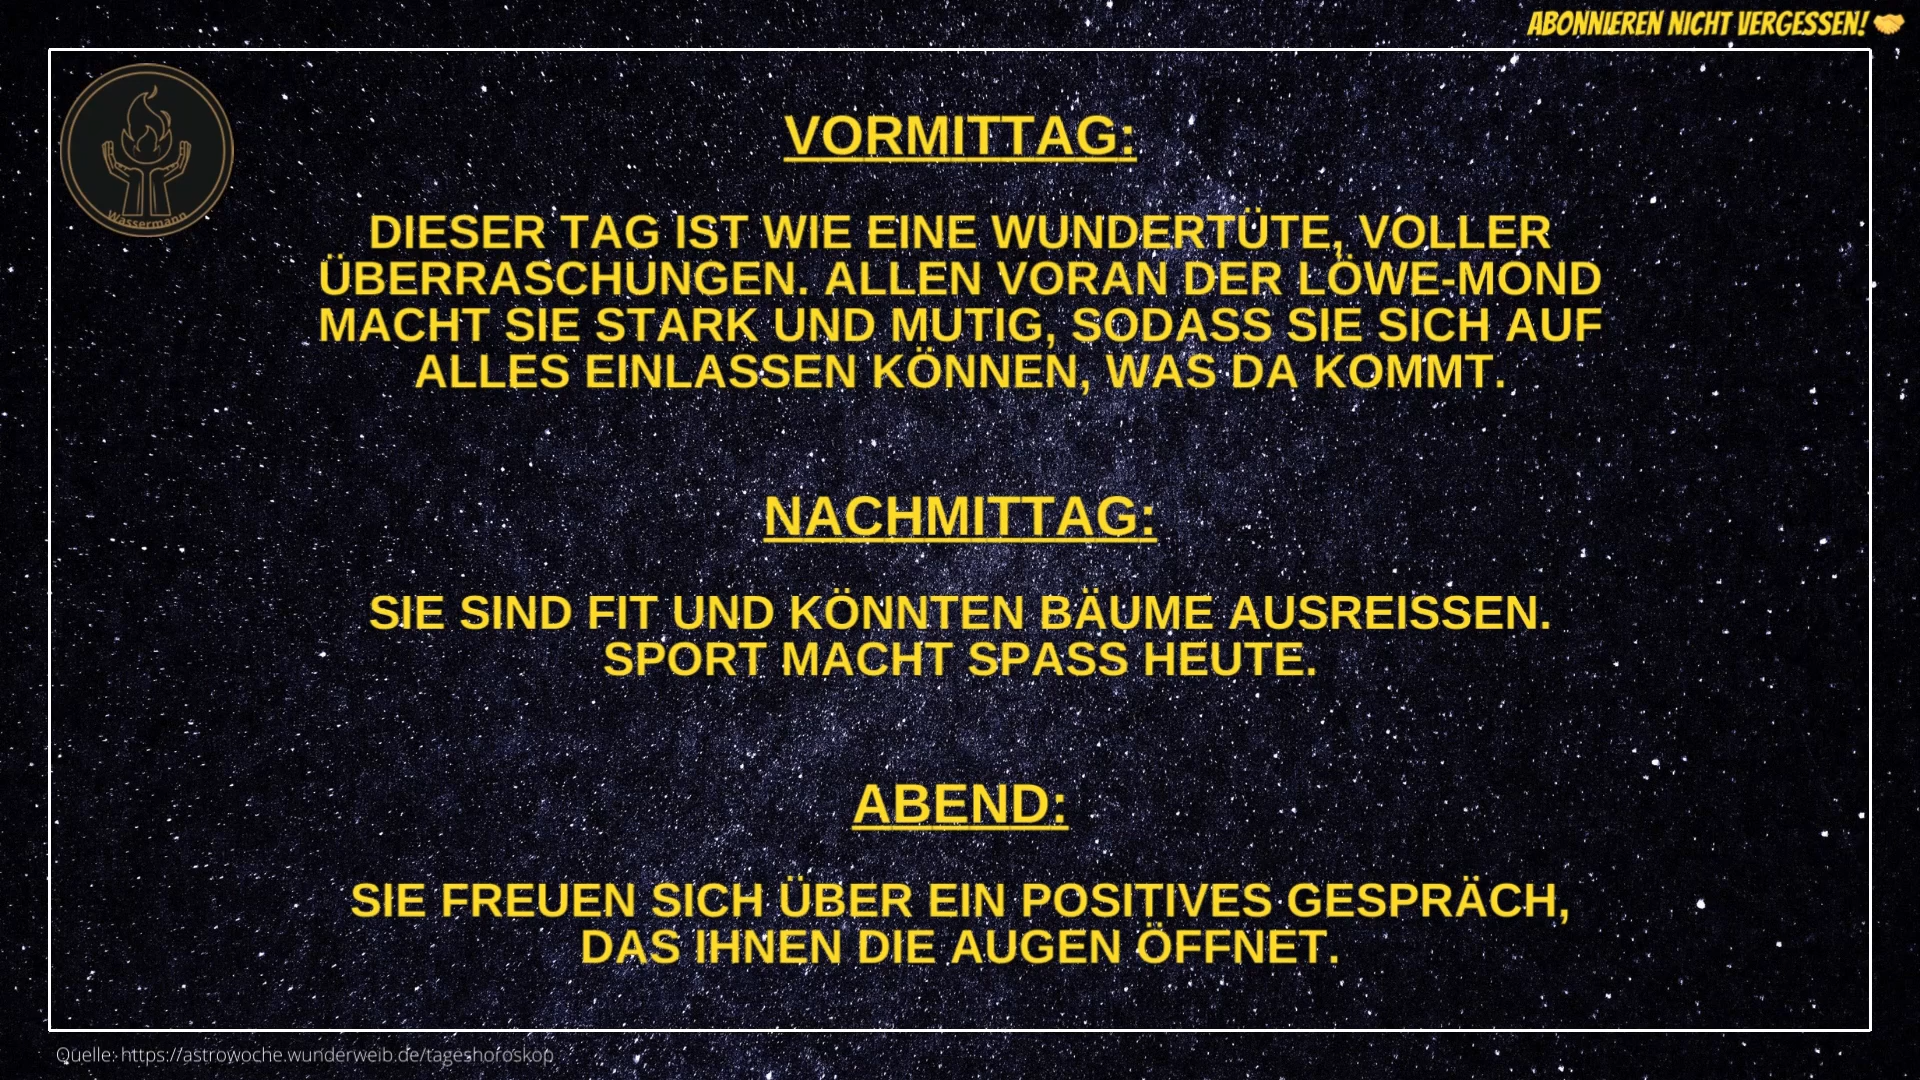 ABONNIEREN NICHT VERGESSEN!
Wassermann
VORMITTAG:
DIESER TAG IST WIE EINE WUNDERTÜTE, VOLLER
ÜBERRASCHUNGEN. ALLEN VORAN DER LÖWE-MOND
MACHT SIE STARK UND MUTIG, SODASS SIE SICH AUF
ALLES EINLASSEN KÖNNEN, WAS DA KOMMT.
NACHMITTAG:
SIE SIND FIT UND KÖNNTEN BÄUME AUSREISSEN.
SPORT MACHT SPASS HEUTE.
ABEND:
SIE FREUEN SICH ÜBER EIN POSITIVES GESPRÄCH,
DAS IHNEN DIE AUGEN ÖFFNET.
Quelle: https://astrowoche.wunderweib.de/tageshoroskop